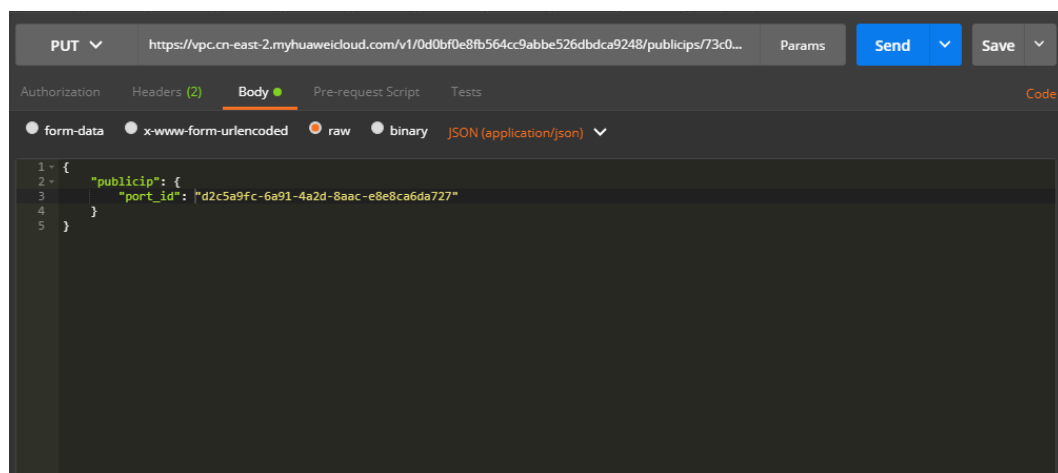 PUT https://vpc.cn-east-2.myhuaweicloud.com/v1/0d0bf0e8fb564cc9abbe526dbdca9248/publicips/73c0... Params Send Save
Authorization Headers (2) Body Pre-request Script Tests Code
form-data x-www-form-urlencoded raw binary JSON (application/json)
1 {
2 "publicip": {
3 "port_id": "d2c5a9fc-6a91-4a2d-8aac-e8e8ca6da727"
4 }
5 }